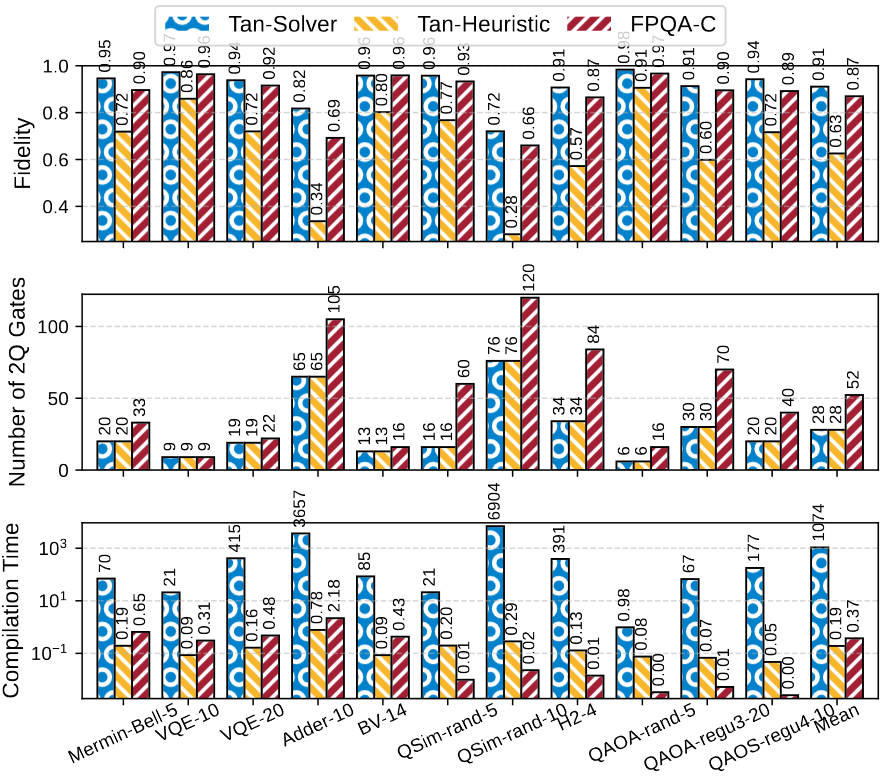 Tan-Solver Tan-Heuristic FPQA-C
Fidelity
1.0
0.8
0.6
0.4
0.95 0.72 0.90 0.97 0.86 0.96 0.94 0.72 0.92 0.82 0.34 0.69 0.96 0.80 0.96 0.96 0.77 0.93 0.72 0.28 0.66 0.91 0.57 0.87 0.98 0.91 0.97 0.91 0.60 0.90 0.94 0.72 0.89 0.91 0.63 0.87
Number of 2Q Gates
100
50
0
20 20 33 9 9 9 19 19 22 65 65 105 13 13 16 16 16 60 76 76 120 34 34 84 6 6 16 30 30 70 20 20 40 28 28 52
Compilation Time
10³
10¹
10⁻¹
70 0.19 0.65 21 0.09 0.31 415 0.16 0.48 3657 0.78 2.18 85 0.09 0.43 21 0.20 0.01 6904 0.29 0.02 391 0.13 0.01 0.98 0.08 0.00 67 0.07 0.01 177 0.05 0.00 1074 0.19 0.37
Mermin-Bell-5
VQE-10
VQE-20
Adder-10
BV-14
QSim-rand-5
QSim-rand-10
H2-4
QAOA-rand-5
QAOA-regu3-20
QAOS-regu4-10
Mean